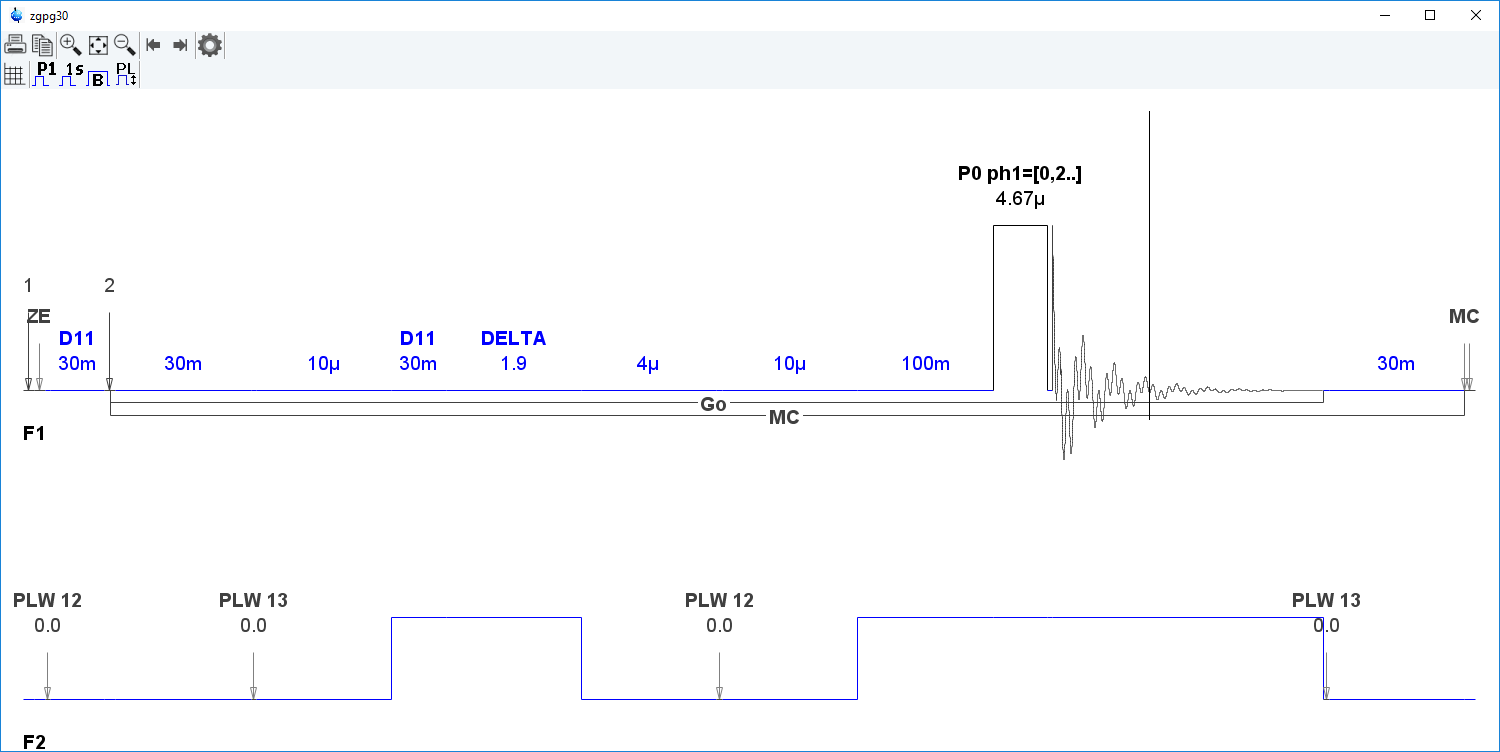 zgpg30
P1 1s B PL
P0 ph1=[0,2..]
4.67µ
1 2
ZE MC
D11 D11 DELTA
30m 30m 10µ 30m 1.9 4µ 10µ 100m 30m
Go
MC
F1
PLW 12 PLW 13 PLW 12 PLW 13
0.0 0.0 0.0 0.0
F2